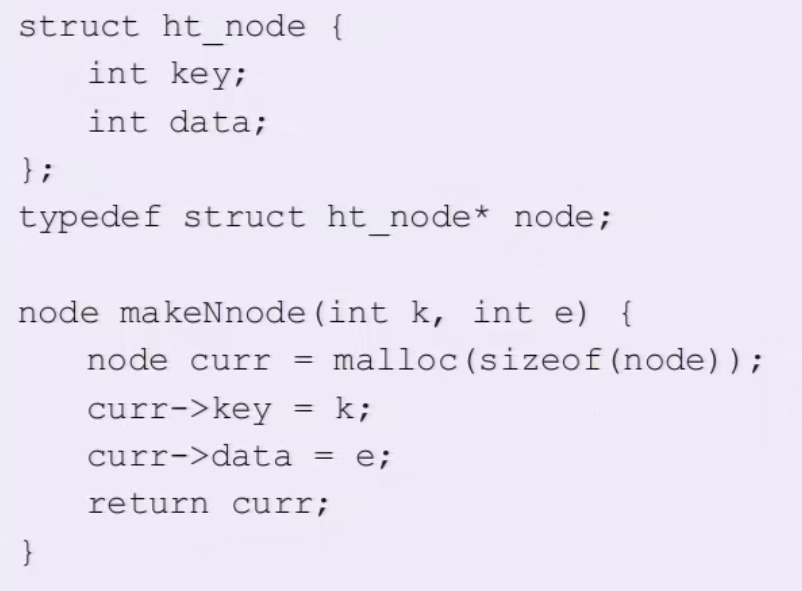 struct ht_node {
    int key;
    int data;
};
typedef struct ht_node* node;

node makeNnode(int k, int e) {
    node curr = malloc(sizeof(node));
    curr->key = k;
    curr->data = e;
    return curr;
}